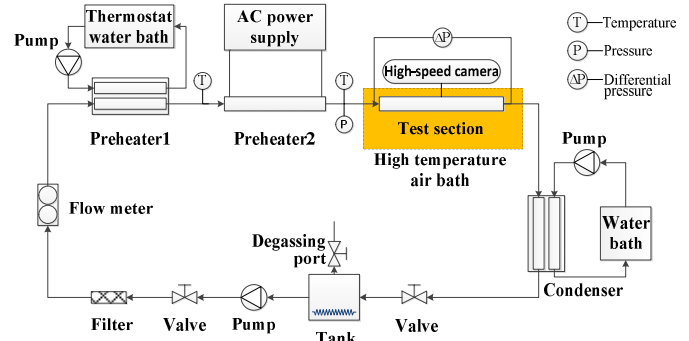 Thermostat
water bath
Pump
AC power
supply
ΔP
T
Temperature
P
Pressure
ΔP
Differential
pressure
High-speed camera
T
T
P
Preheater1
Preheater2
Test section
High temperature
air bath
Pump
Flow meter
Water
bath
Degassing
port
Condenser
Filter
Valve
Pump
Tank
Valve